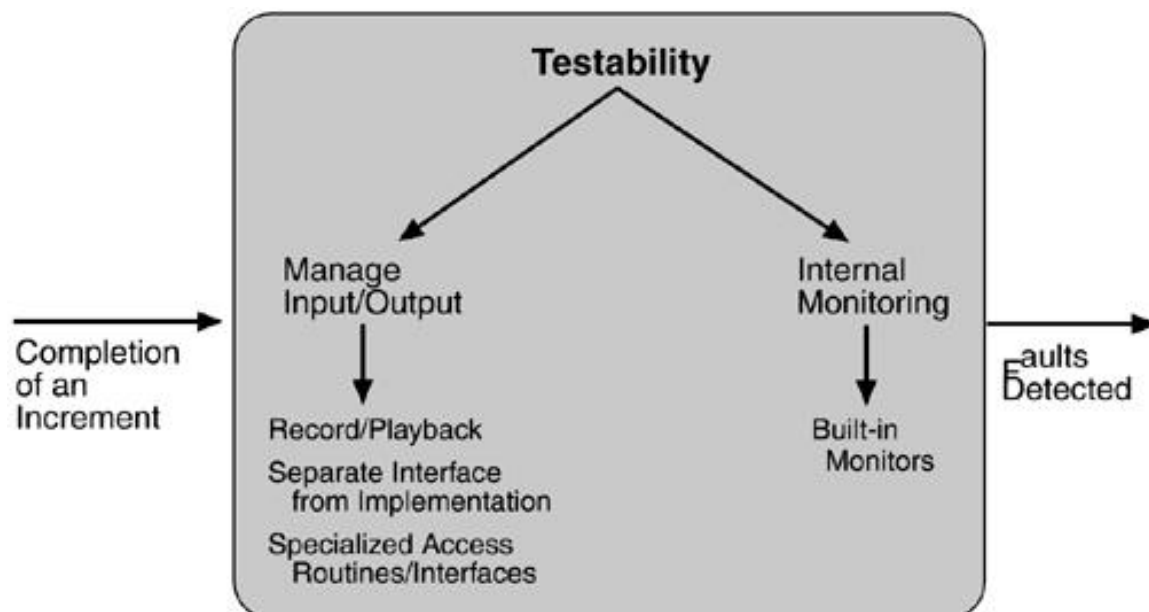 Testability
Manage
Input/Output
Internal
Monitoring
Completion
of an
Increment
Faults
Detected
Record/Playback
Separate Interface
from Implementation
Specialized Access
Routines/Interfaces
Built-in
Monitors